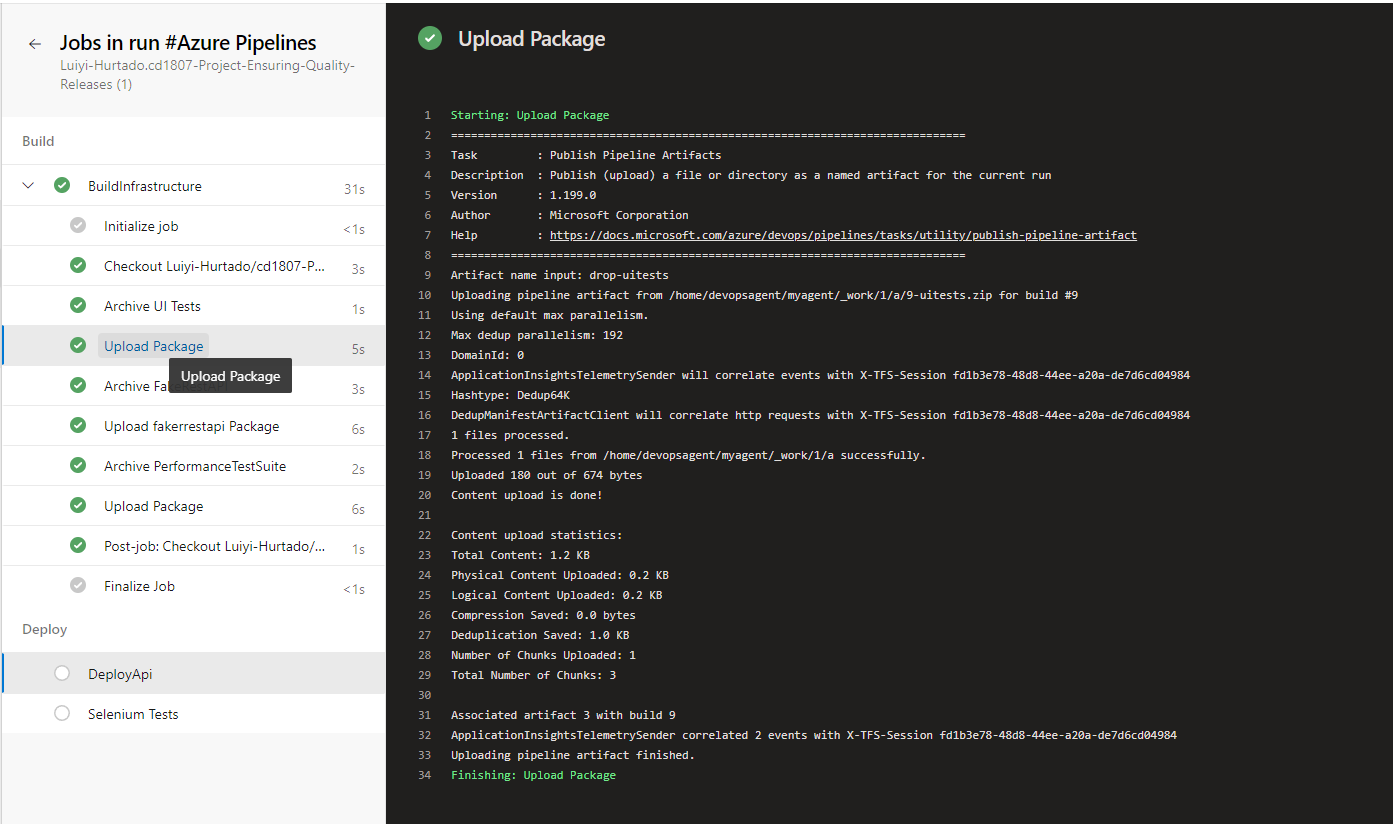 Jobs in run #Azure Pipelines
Luiyi-Hurtado.cd1807-Project-Ensuring-Quality-
Releases (1)
Build
BuildInfrastructure 31s
Initialize job <1s
Checkout Luiyi-Hurtado/cd1807-P... 3s
Archive UI Tests 1s
Upload Package 5s
Upload Package
Archive 3s
Upload fakerrestapi Package 6s
Archive PerformanceTestSuite 2s
Upload Package 6s
Post-job: Checkout Luiyi-Hurtado/... 1s
Finalize Job <1s
Deploy
DeployApi
Selenium Tests
Upload Package
1 Starting: Upload Package
2 ==============================================================================
3 Task : Publish Pipeline Artifacts
4 Description : Publish (upload) a file or directory as a named artifact for the current run
5 Version : 1.199.0
6 Author : Microsoft Corporation
7 Help : https://docs.microsoft.com/azure/devops/pipelines/tasks/utility/publish-pipeline-artifact
8 ==============================================================================
9 Artifact name input: drop-uitests
10 Uploading pipeline artifact from /home/devopsagent/myagent/_work/1/a/9-uitests.zip for build #9
11 Using default max parallelism.
12 Max dedup parallelism: 192
13 DomainId: 0
14 ApplicationInsightsTelemetrySender will correlate events with X-TFS-Session fd1b3e78-48d8-44ee-a20a-de7d6cd04984
15 Hashtype: Dedup64K
16 DedupManifestArtifactClient will correlate http requests with X-TFS-Session fd1b3e78-48d8-44ee-a20a-de7d6cd04984
17 1 files processed.
18 Processed 1 files from /home/devopsagent/myagent/_work/1/a successfully.
19 Uploaded 180 out of 674 bytes
20 Content upload is done!
21
22 Content upload statistics:
23 Total Content: 1.2 KB
24 Physical Content Uploaded: 0.2 KB
25 Logical Content Uploaded: 0.2 KB
26 Compression Saved: 0.0 bytes
27 Deduplication Saved: 1.0 KB
28 Number of Chunks Uploaded: 1
29 Total Number of Chunks: 3
30
31 Associated artifact 3 with build 9
32 ApplicationInsightsTelemetrySender correlated 2 events with X-TFS-Session fd1b3e78-48d8-44ee-a20a-de7d6cd04984
33 Uploading pipeline artifact finished.
34 Finishing: Upload Package